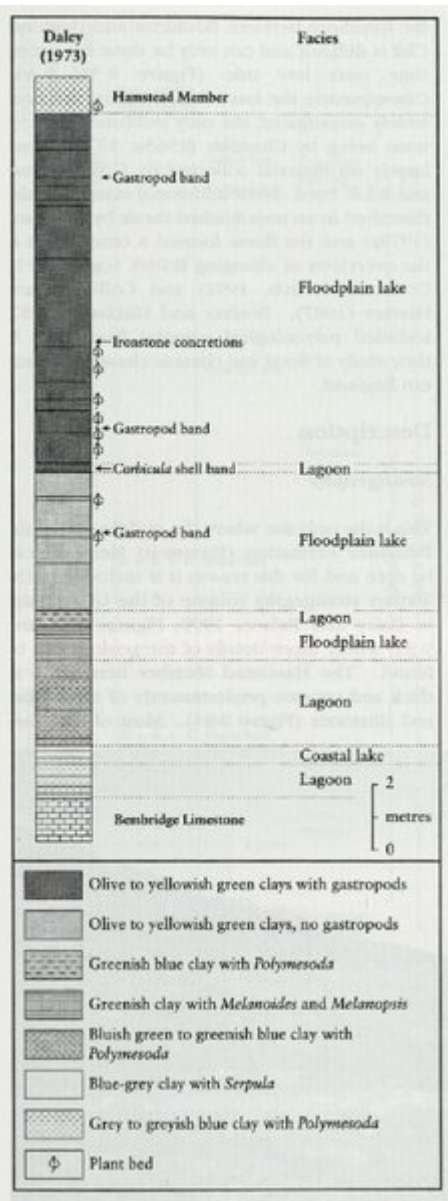 Daley
(1973)
Facies
Hamstead Member
Gastropod band
Floodplain lake
Ironstone concretions
Gastropod band
Corbicula shell band
Lagoon
Gastropod band
Floodplain lake
Lagoon
Floodplain lake
Lagoon
Coastal lake
Lagoon
2
metres
0
Bembridge Limestone
Olive to yellowish green clays with gastropods
Olive to yellowish green clays, no gastropods
Greenish blue clay with Polymesoda
Greenish clay with Melanoides and Melanopsis
Bluish green to greenish blue clay with
Polymesoda
Blue-grey clay with Serpula
Grey to greyish blue clay with Polymesoda
Plant bed